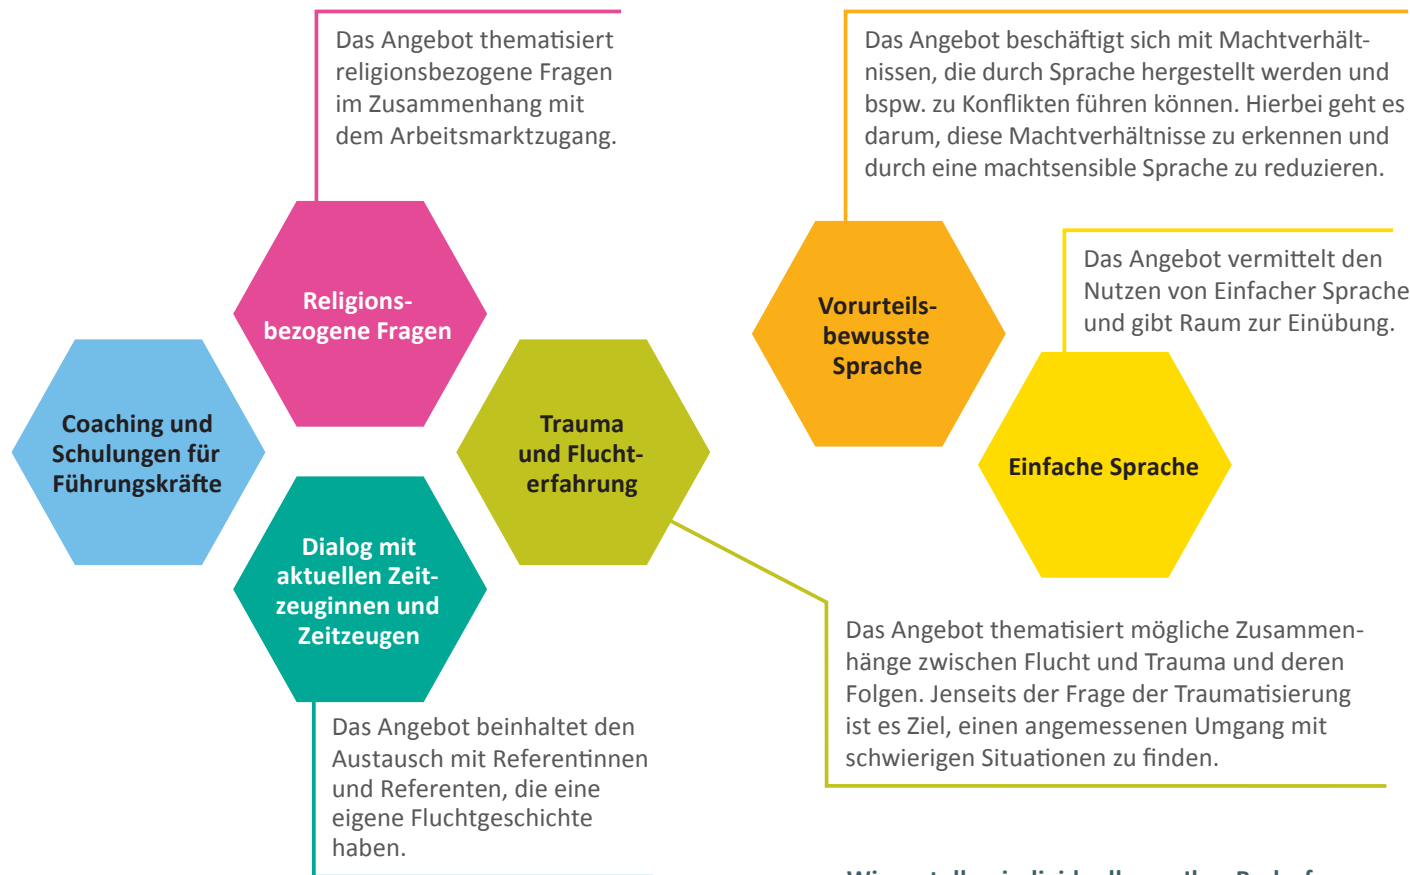 Das Angebot thematisiert
religionsbezogene Fragen
im Zusammenhang mit
dem Arbeitsmarktzugang.
Das Angebot beschäftigt sich mit Machtverhält-
nissen, die durch Sprache hergestellt werden und
bspw. zu Konflikten führen können. Hierbei geht es
darum, diese Machtverhältnisse zu erkennen und
durch eine machtsensible Sprache zu reduzieren.
Religions-
bezogene Fragen
Vorurteils-
bewusste
Sprache
Das Angebot vermittelt den
Nutzen von Einfacher Sprache
und gibt Raum zur Einübung.
Coaching und
Schulungen für
Führungskräfte
Trauma
und Flucht-
erfahrung
Einfache Sprache
Dialog mit
aktuellen Zeit-
zeuginnen und
Zeitzeugen
Das Angebot thematisiert mögliche Zusammen-
hänge zwischen Flucht und Trauma und deren
Folgen. Jenseits der Frage der Traumatisierung
ist es Ziel, einen angemessenen Umgang mit
schwierigen Situationen zu finden.
Das Angebot beinhaltet den
Austausch mit Referentinnen
und Referenten, die eine
eigene Fluchtgeschichte
haben.